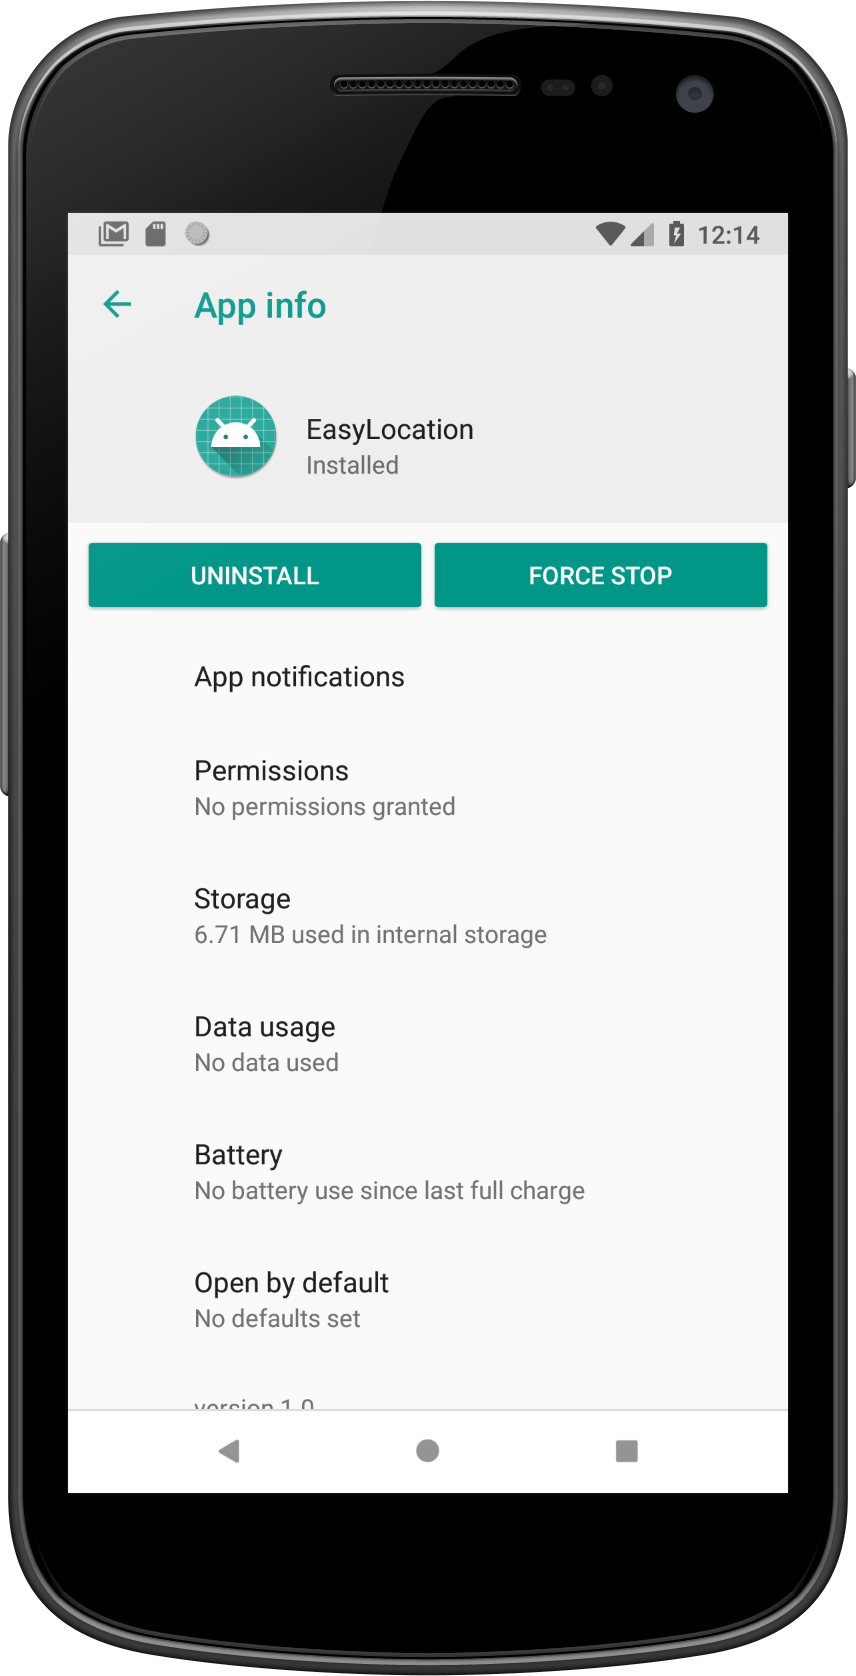 12:14
App info
EasyLocation
Installed
UNINSTALL
FORCE STOP
App notifications
Permissions
No permissions granted
Storage
6.71 MB used in internal storage
Data usage
No data used
Battery
No battery use since last full charge
Open by default
No defaults set
version 1.0